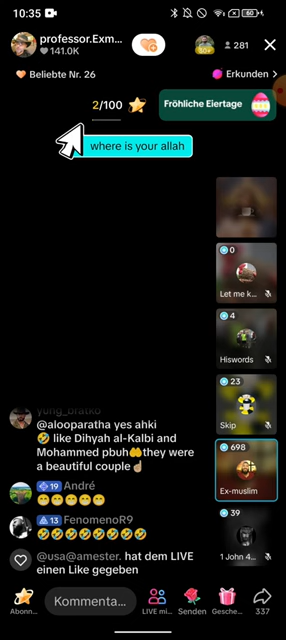 10:35
60
professor.Exm...
141.0K
30+
281
Beliebte Nr. 26
Erkunden >
2/100
Fröhliche Eiertage
where is your allah
0
Let me k...
4
Hiswords
23
Skip
698
Ex-muslim
39
1 John 4...
yung_bratko
@alooparatha yes ahki
🤣 like Dihyah al-Kalbi and
Mohammed pbuh🤲they were
a beautiful couple☝🏼
19 André
😁😁😁😁😁
13 FenomenoR9
🤣🤣🤣🤣🤣🤣🤣🤣
@usa@amester. hat dem LIVE
einen Like gegeben
Abonn...
Kommenta...
LIVE mi...
Senden
Gesche...
337